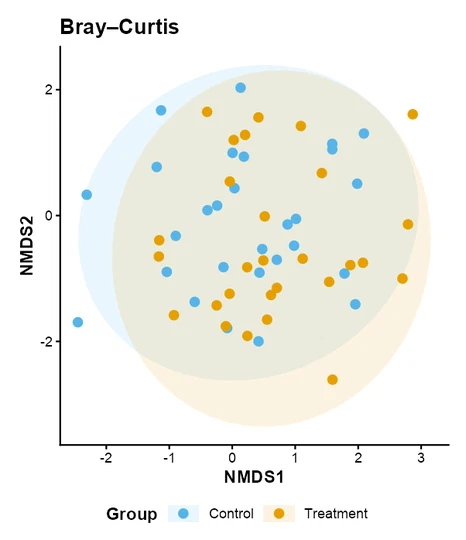 Bray–Curtis
2
0
-2
NMDS2
-2 -1 0 1 2 3
NMDS1
Group Control Treatment